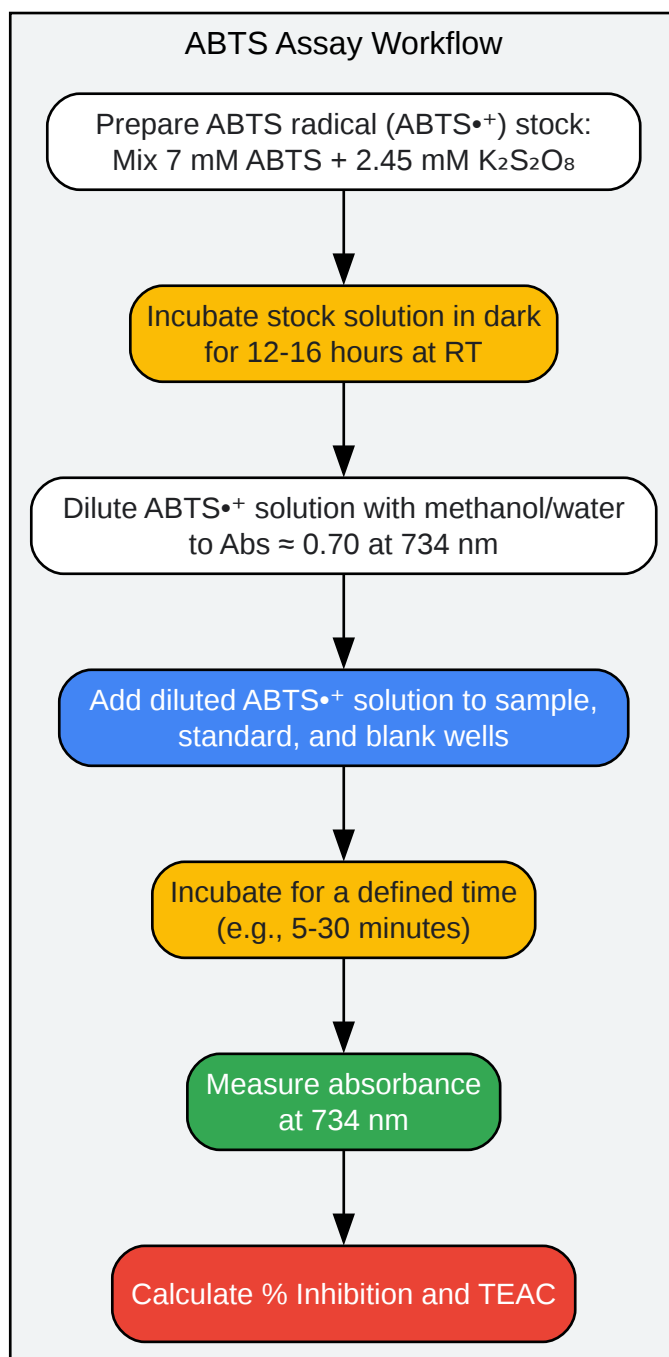 ABTS Assay Workflow
Prepare ABTS radical (ABTS•⁺) stock:
Mix 7 mM ABTS + 2.45 mM K₂S₂O₈
Incubate stock solution in dark
for 12-16 hours at RT
Dilute ABTS•⁺ solution with methanol/water
to Abs ≈ 0.70 at 734 nm
Add diluted ABTS•⁺ solution to sample,
standard, and blank wells
Incubate for a defined time
(e.g., 5-30 minutes)
Measure absorbance
at 734 nm
Calculate % Inhibition and TEAC